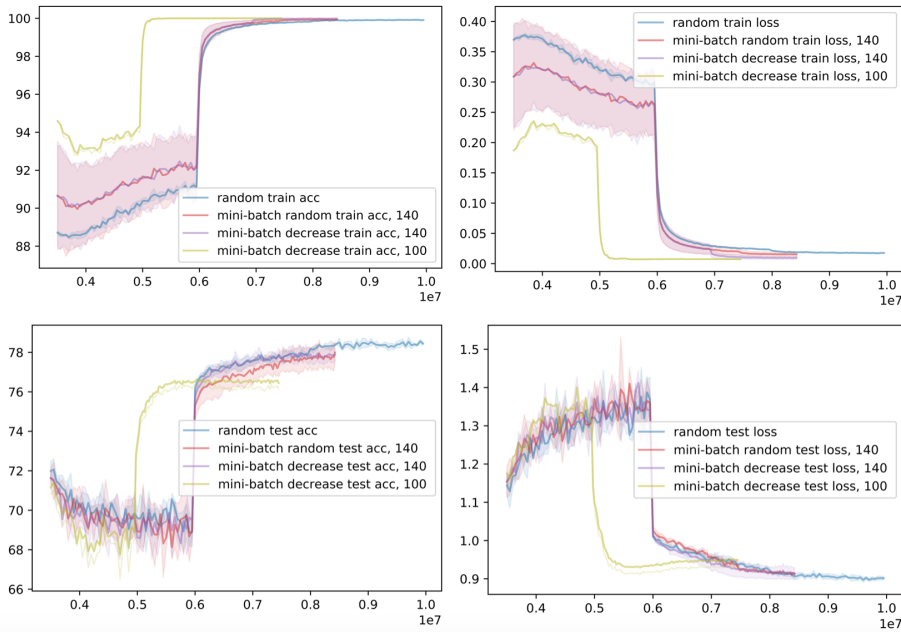 100
98
96
94
92
90
88
random train acc
mini-batch random train acc, 140
mini-batch decrease train acc, 140
mini-batch decrease train acc, 100
0.4 0.5 0.6 0.7 0.8 0.9 1.0
1e7
0.40
0.35
0.30
0.25
0.20
0.15
0.10
0.05
0.00
random train loss
mini-batch random train loss, 140
mini-batch decrease train loss, 140
mini-batch decrease train loss, 100
0.4 0.5 0.6 0.7 0.8 0.9 1.0
1e7
78
76
74
72
70
68
66
random test acc
mini-batch random test acc, 140
mini-batch decrease test acc, 140
mini-batch decrease test acc, 100
0.4 0.5 0.6 0.7 0.8 0.9 1.0
1e7
1.5
1.4
1.3
1.2
1.1
1.0
0.9
random test loss
mini-batch random test loss, 140
mini-batch decrease test loss, 140
mini-batch decrease test loss, 100
0.4 0.5 0.6 0.7 0.8 0.9 1.0
1e7